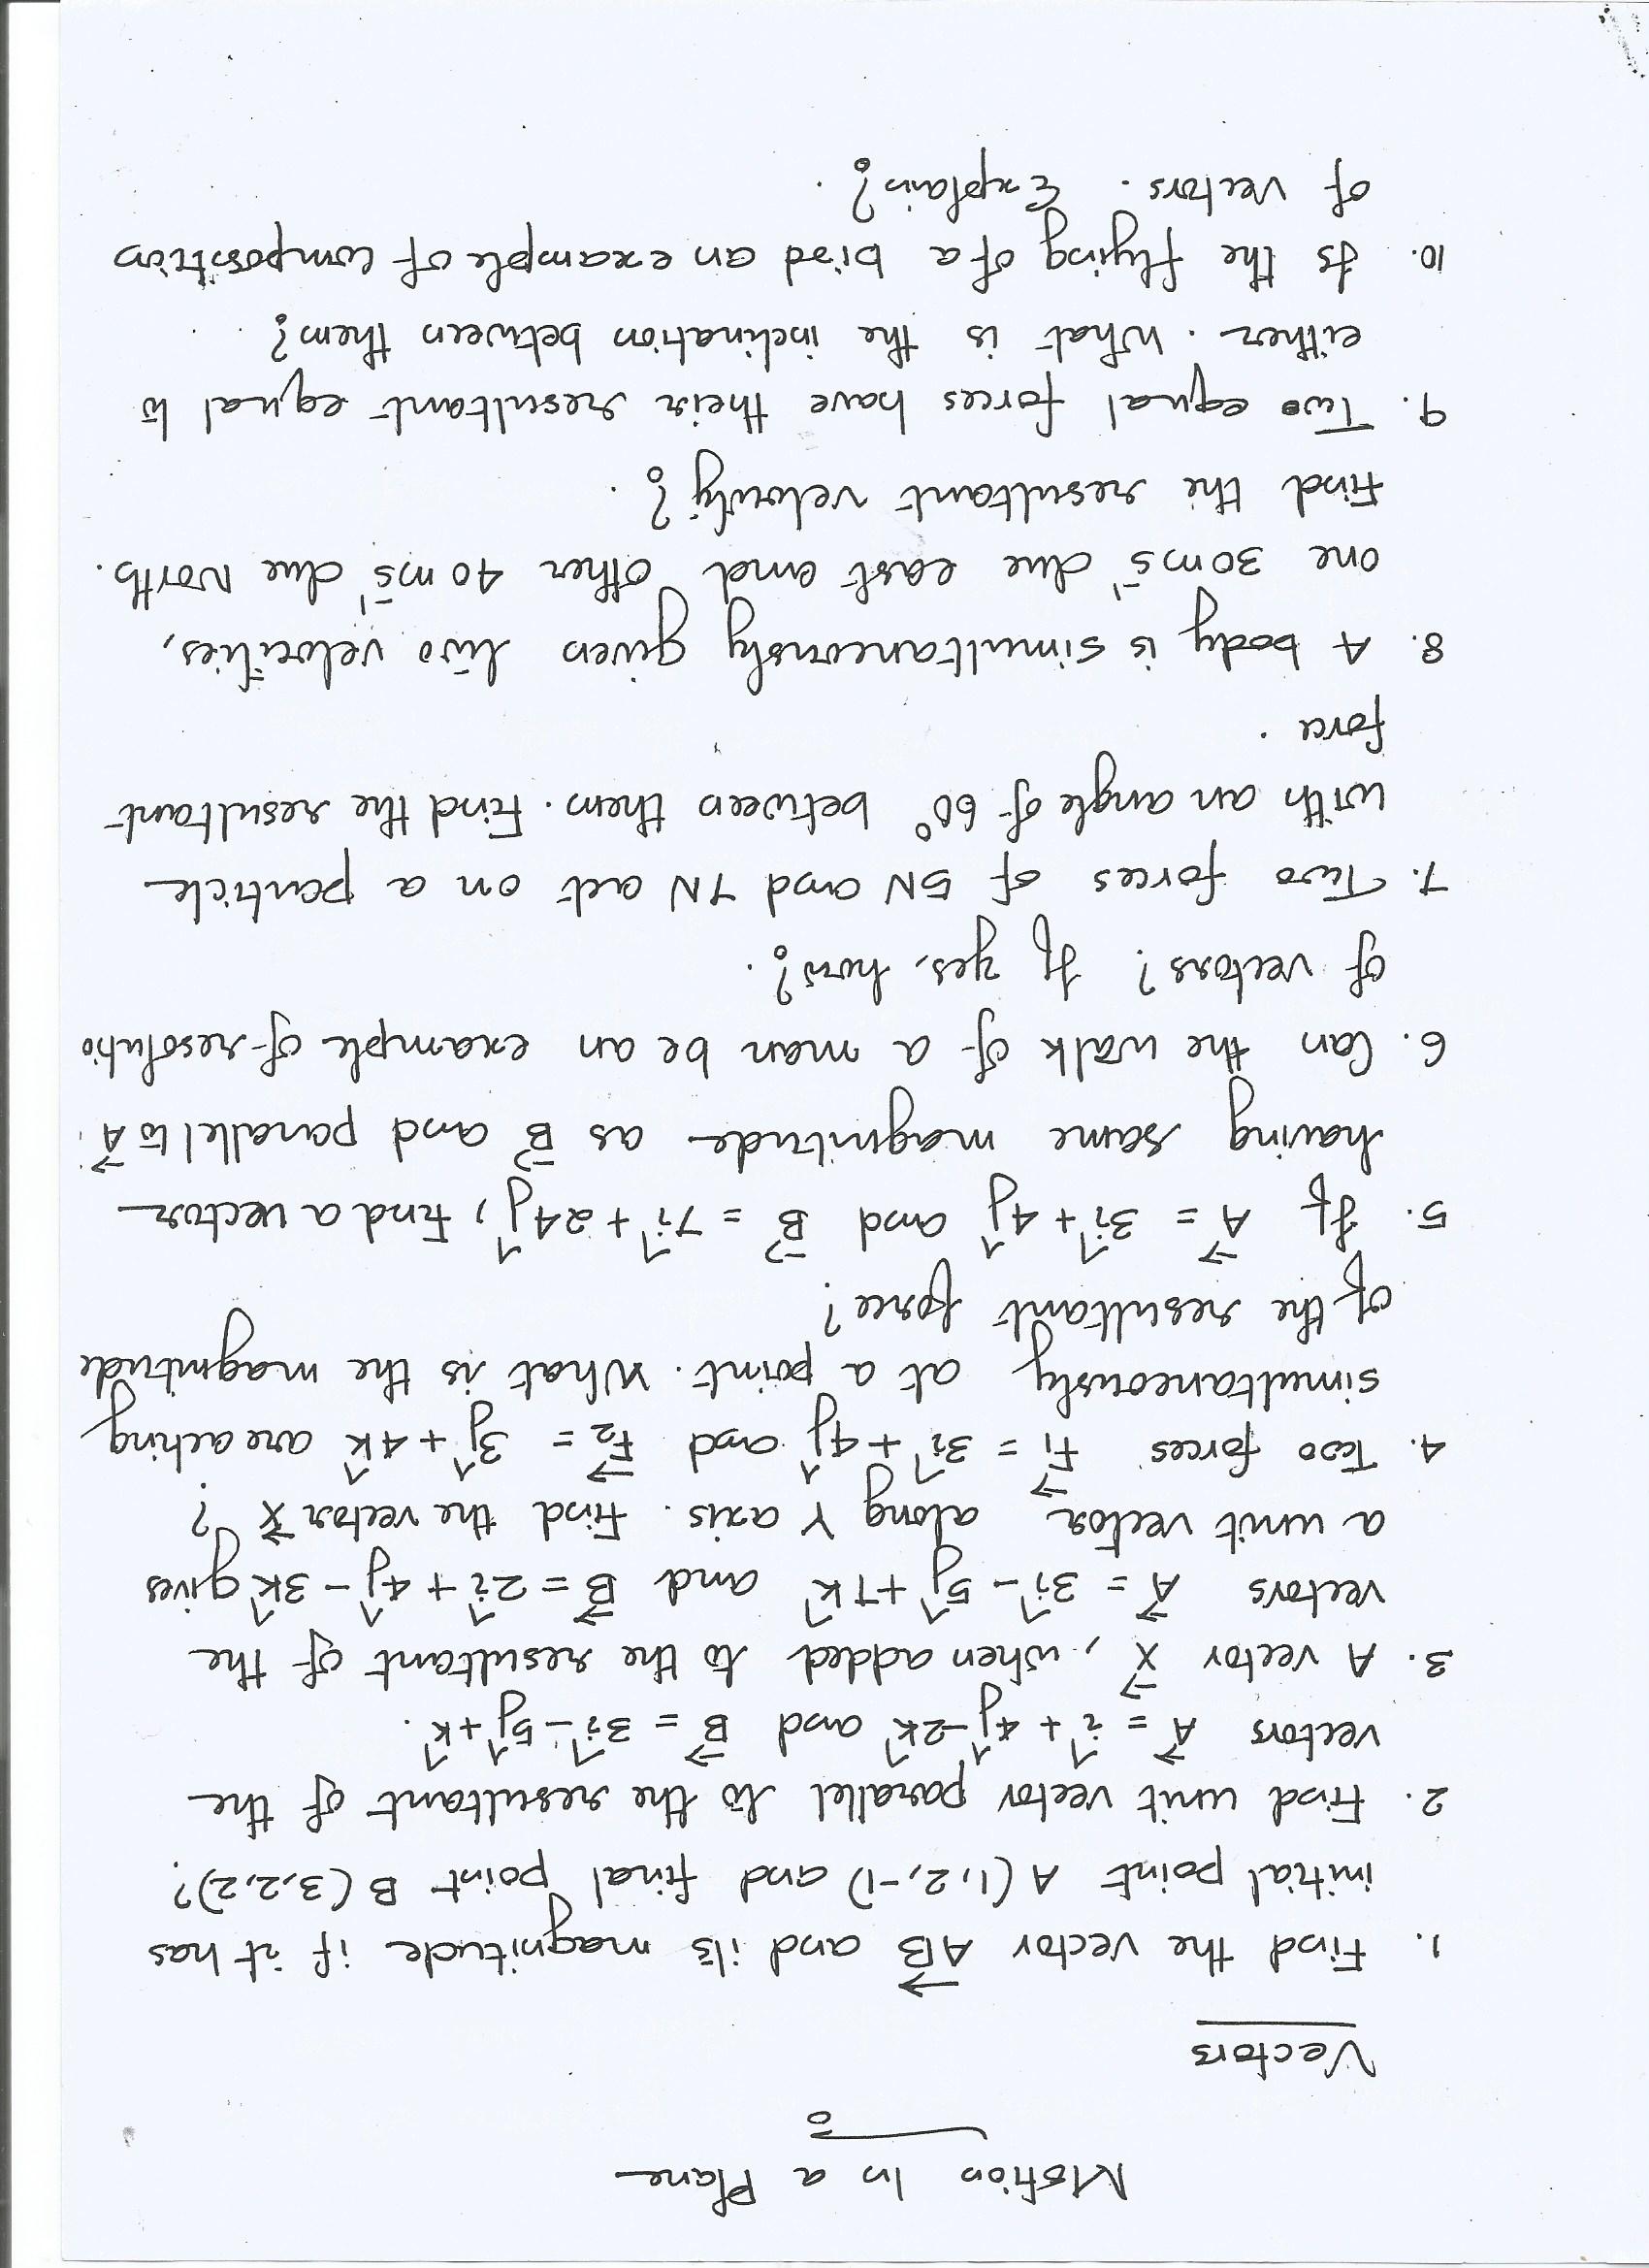 Motion In a Plane
Vectors
1. Find the vector $\overrightarrow{AB}$ and its magnitude if it has
initial point A (1, 2, -1) and final point B (3,2,2)?
2. Find unit vector parallel to the resultant of the
vectors $\vec{A} = \hat{i} + 4\hat{j} - 2\hat{k}$ and $\vec{B} = 3\hat{i} - 5\hat{j} + \hat{k}$.
3. A vector $\vec{X}$, when added to the resultant of the
vectors $\vec{A} = 3\hat{i} - 5\hat{j} + 7\hat{k}$ and $\vec{B} = 2\hat{i} + 4\hat{j} - 3\hat{k}$ gives
a unit vector along Y axis. Find the vector $\vec{X}$?
4. Two forces $\vec{F_1} = 3\hat{i} + 4\hat{j}$ and $\vec{F_2} = 3\hat{j} + 4\hat{k}$ are acting
simultaneously at a point. What is the magnitude
of the resultant force?
5. If $\vec{A} = 3\hat{i} + 4\hat{j}$ and $\vec{B} = 7\hat{i} + 24\hat{j}$, Find a vector
having same magnitude as $\vec{B}$ and parallel to $\vec{A}$.
6. Can the walk of a man be an example of resolutio
of vectors? If yes, how?.
7. Two forces of 5N and 7N act on a particle
with an angle of 60° between them. Find the resultant
force.
8. A body is simultaneously given two velocities,
one 30 ms⁻¹ due east and other 40 ms⁻¹ due North.
Find the resultant velocity?.
9. Two equal forces have their resultant equal to
either. What is the inclination between them?
10. Is the flying of a bird an example of composition
of vectors. Explain?.